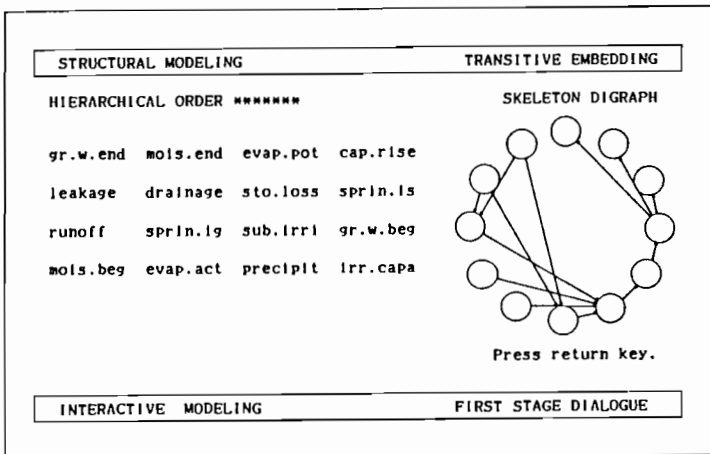 STRUCTURAL MODELING TRANSITIVE EMBEDDING
HIERARCHICAL ORDER ******* SKELETON DIGRAPH
gr.w.end mois.end evap.pot cap.rise
leakage drainage sto.loss sprin.is
runoff sprin.ig sub.irri gr.w.beg
mois.beg evap.act precipit irr.capa
Press return key.
INTERACTIVE MODELING FIRST STAGE DIALOGUE